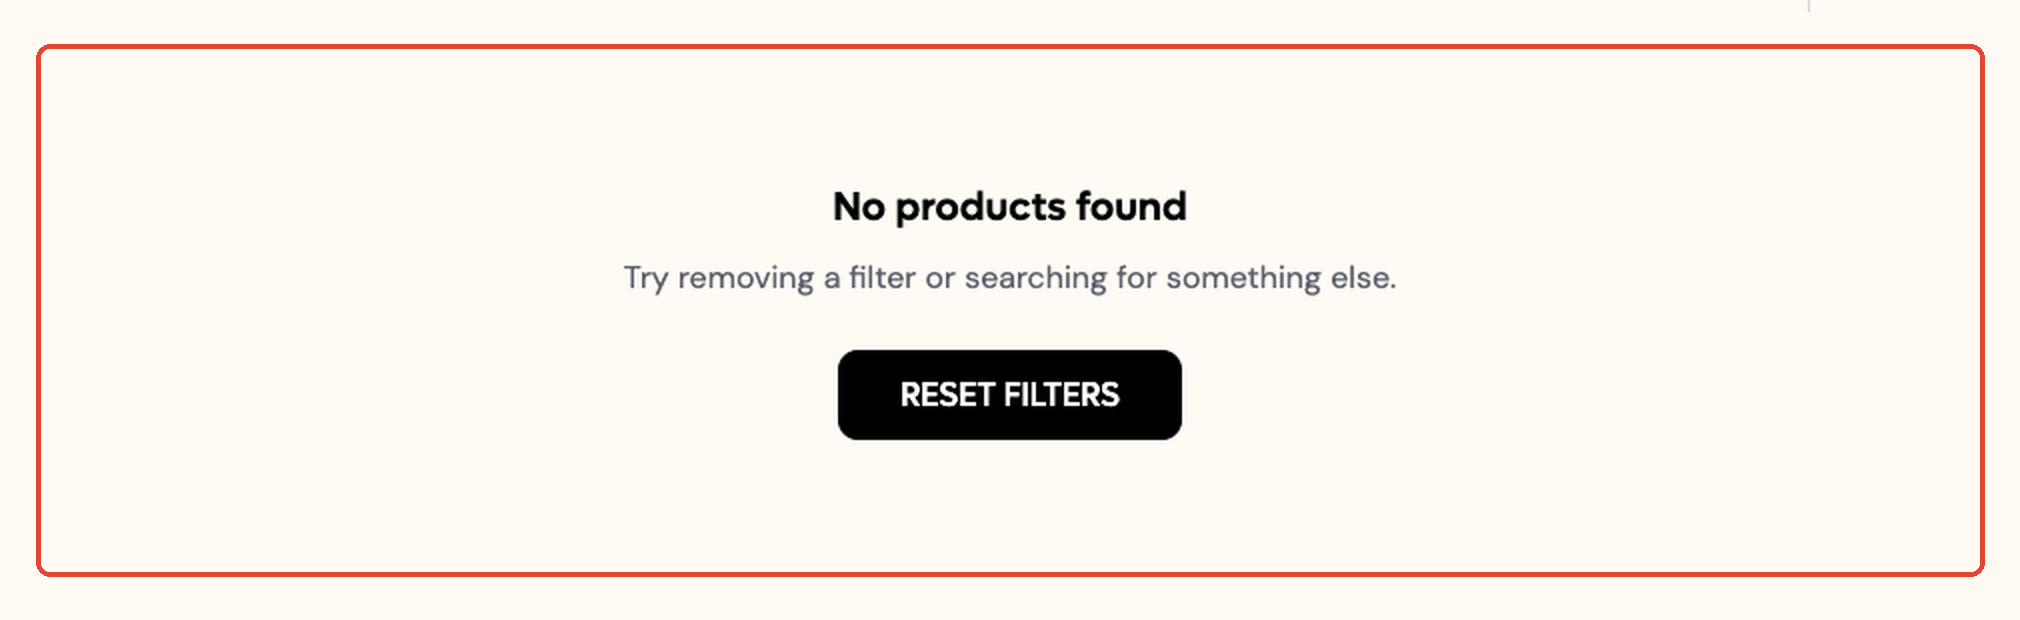 No products found
Try removing a filter or searching for something else.
RESET FILTERS